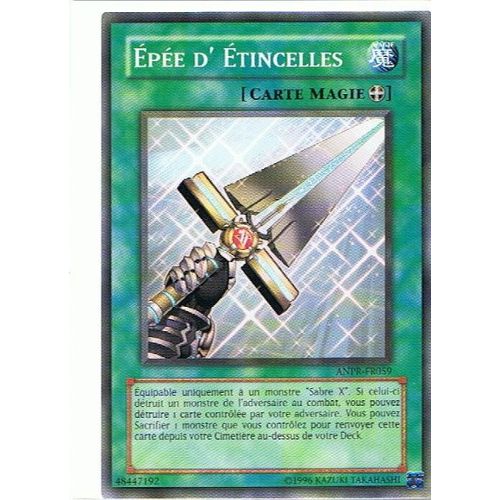 Épée d' Étincelles
魔
[Carte Magie]
ANPR-FR059
Équipable uniquement à un monstre "Sabre X". Si celui-ci
détruit un monstre de l'adversaire au combat, vous pouvez
détruire 1 carte contrôlée par votre adversaire. Vous pouvez
Sacrifier 1 monstre que vous contrôlez pour renvoyer cette
carte depuis votre Cimetière au-dessus de votre Deck.
48447192
©1996 KAZUKI TAKAHASHI